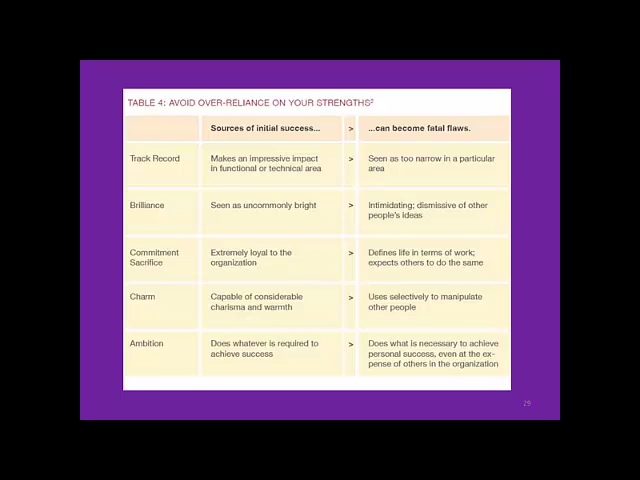 TABLE 4: AVOID OVER-RELIANCE ON YOUR STRENGTHS²
Sources of initial success... > ...can become fatal flaws.
Track Record
Makes an impressive impact
in functional or technical area
>
Seen as too narrow in a particular
area
Brilliance
Seen as uncommonly bright
>
Intimidating; dismissive of other
people's ideas
Commitment
Sacrifice
Extremely loyal to the
organization
>
Defines life in terms of work;
expects others to do the same
Charm
Capable of considerable
charisma and warmth
>
Uses selectively to manipulate
other people
Ambition
Does whatever is required to
achieve success
>
Does what is necessary to achieve
personal success, even at the ex-
pense of others in the organization
29